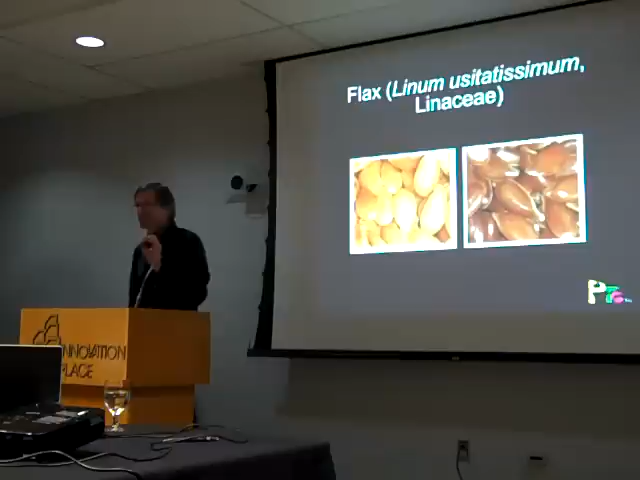 Flax (Linum usitatissimum,
Linaceae)
INNOVATION
PLACE